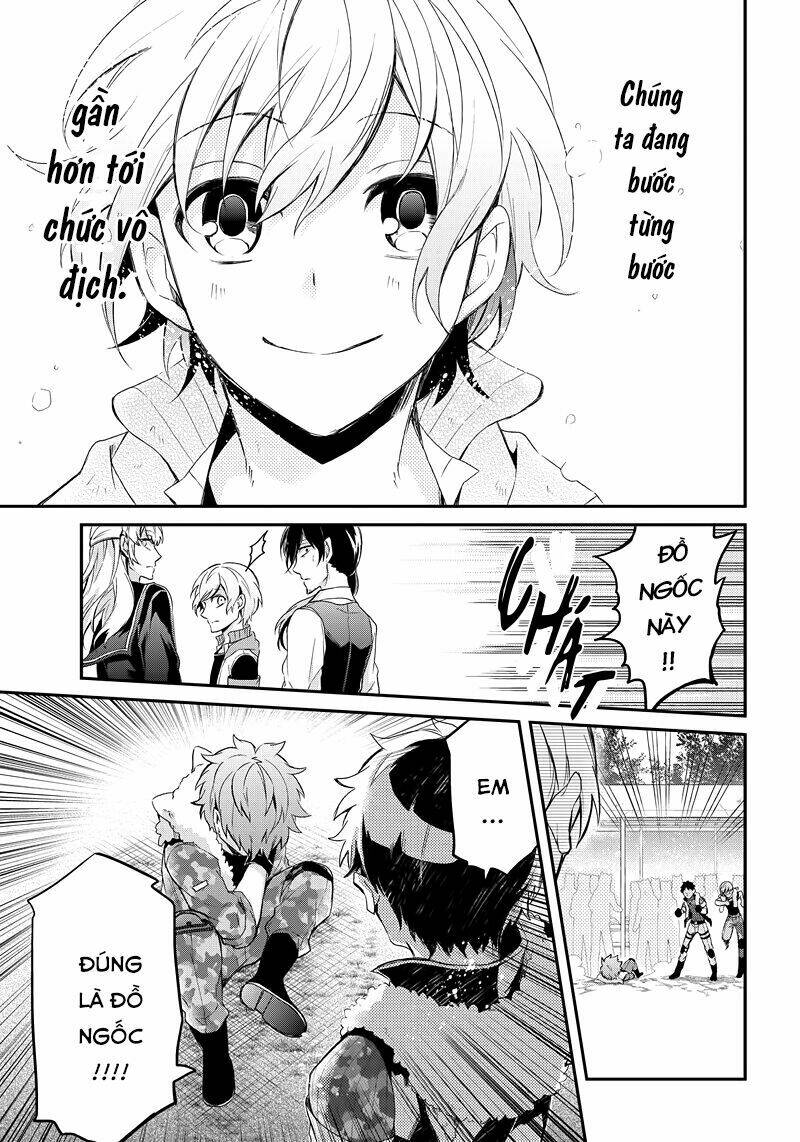 Chúng
ta đang
bước
từng
bước
gần
hơn tới
chức vô
địch.
ĐỒ
NGỐC
NÀY
!!
CHÁT
EM
...
ĐÚNG
LÀ ĐỒ
NGỐC
!!!!